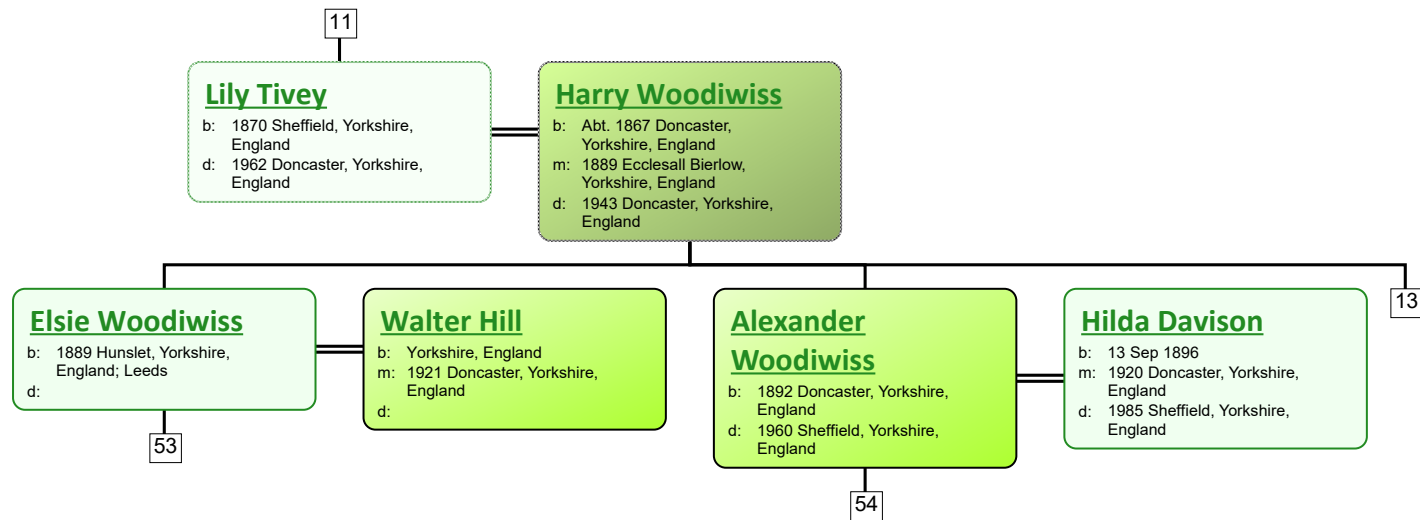 11
Lily Tivey
b: 1870 Sheffield, Yorkshire,
England
d: 1962 Doncaster, Yorkshire,
England
Harry Woodiwiss
b: Abt. 1867 Doncaster,
Yorkshire, England
m: 1889 Ecclesall Bierlow,
Yorkshire, England
d: 1943 Doncaster, Yorkshire,
England
Elsie Woodiwiss
b: 1889 Hunslet, Yorkshire,
England; Leeds
d:
Walter Hill
b: Yorkshire, England
m: 1921 Doncaster, Yorkshire,
England
d:
Alexander
Woodiwiss
b: 1892 Doncaster, Yorkshire,
England
d: 1960 Sheffield, Yorkshire,
England
Hilda Davison
b: 13 Sep 1896
m: 1920 Doncaster, Yorkshire,
England
d: 1985 Sheffield, Yorkshire,
England
13
53
54